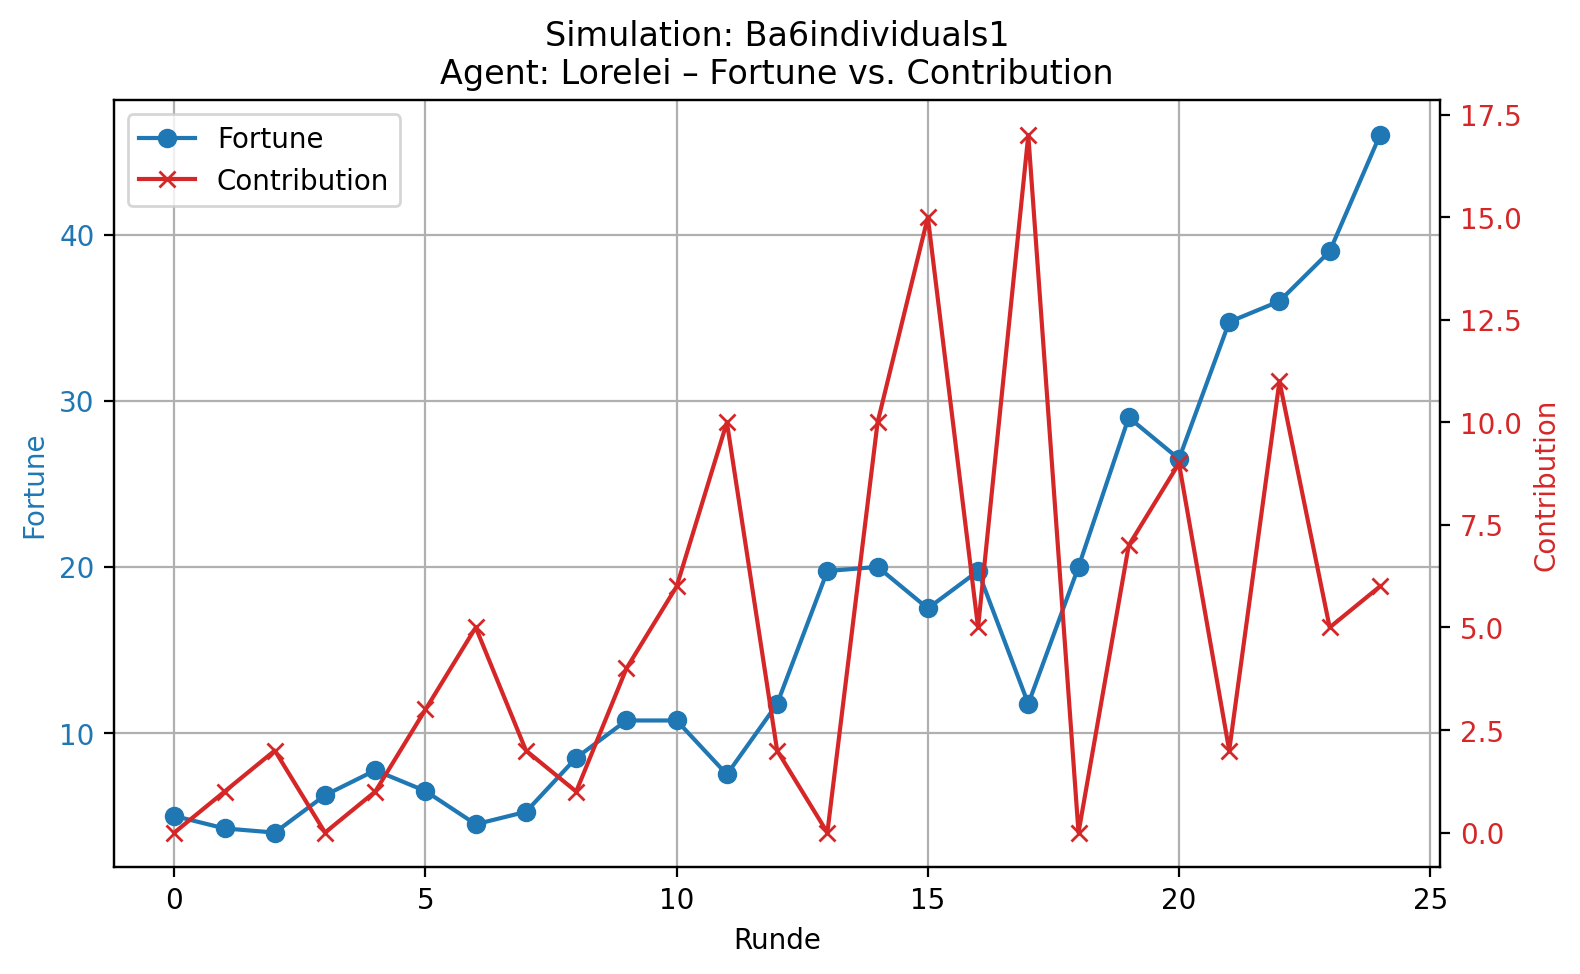 Simulation: Ba6individuals1
Agent: Lorelei – Fortune vs. Contribution
Fortune
Contribution
40
30
20
10
Fortune
17.5
15.0
12.5
10.0
7.5
5.0
2.5
0.0
Contribution
0
5
10
15
20
25
Runde